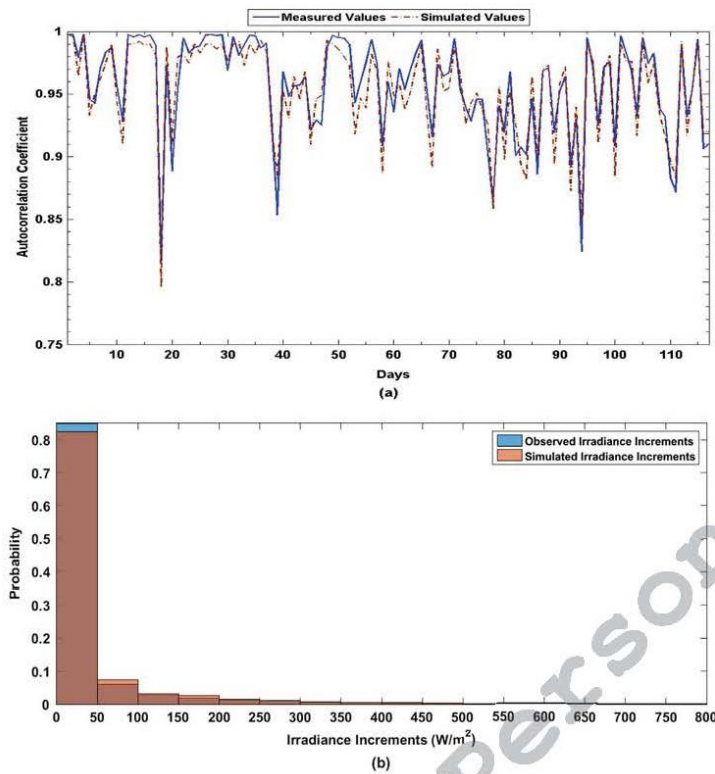 Measured Values Simulated Values
1
0.95
0.9
0.85
0.8
0.75
Autocorrelation Coefficient
10 20 30 40 50 60 70 80 90 100 110
Days
(a)
Observed Irradiance Increments
Simulated Irradiance Increments
0.8
0.7
0.6
0.5
0.4
0.3
0.2
0.1
0
Probability
0 50 100 150 200 250 300 350 400 450 500 550 600 650 700 750 800
Irradiance Increments (W/m²)
(b)
person